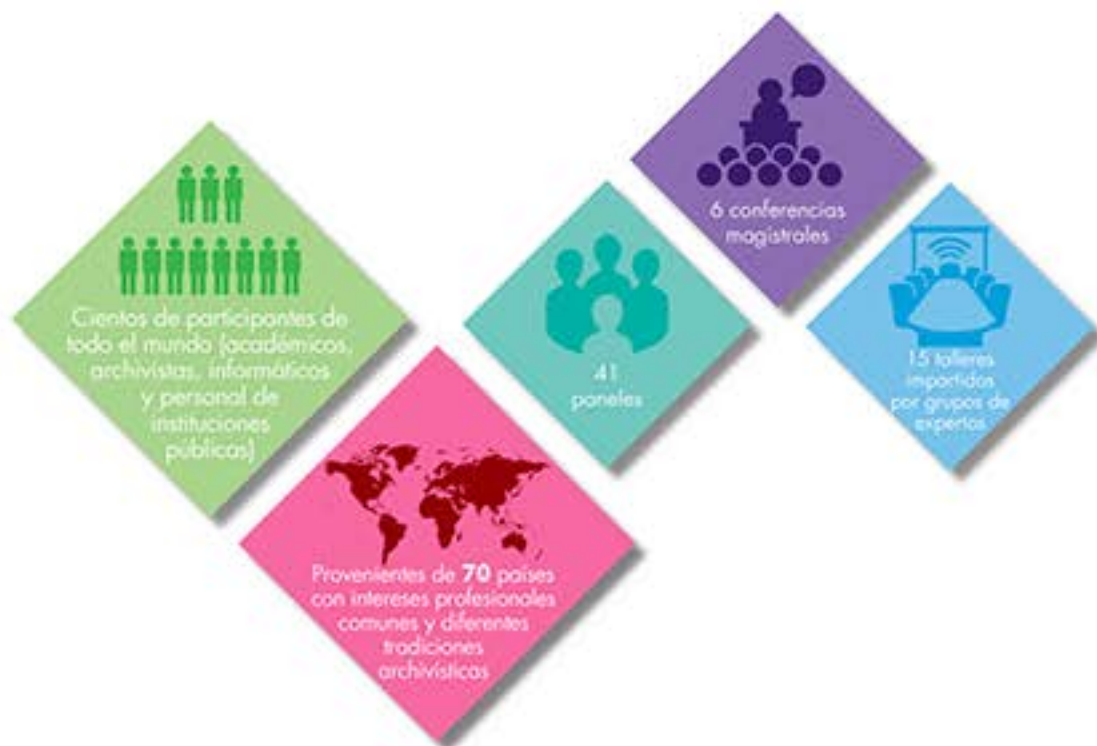 Cientos de participantes de
todo el mundo (académicos,
archivistas, informáticos
y personal de
instituciones
públicas)
Provenientes de 70 países
con intereses profesionales
comunes y diferentes
tradiciones
archivísticas
41
paneles
6 conferencias
magistrales
15 talleres
impartidos
por grupos de
expertos